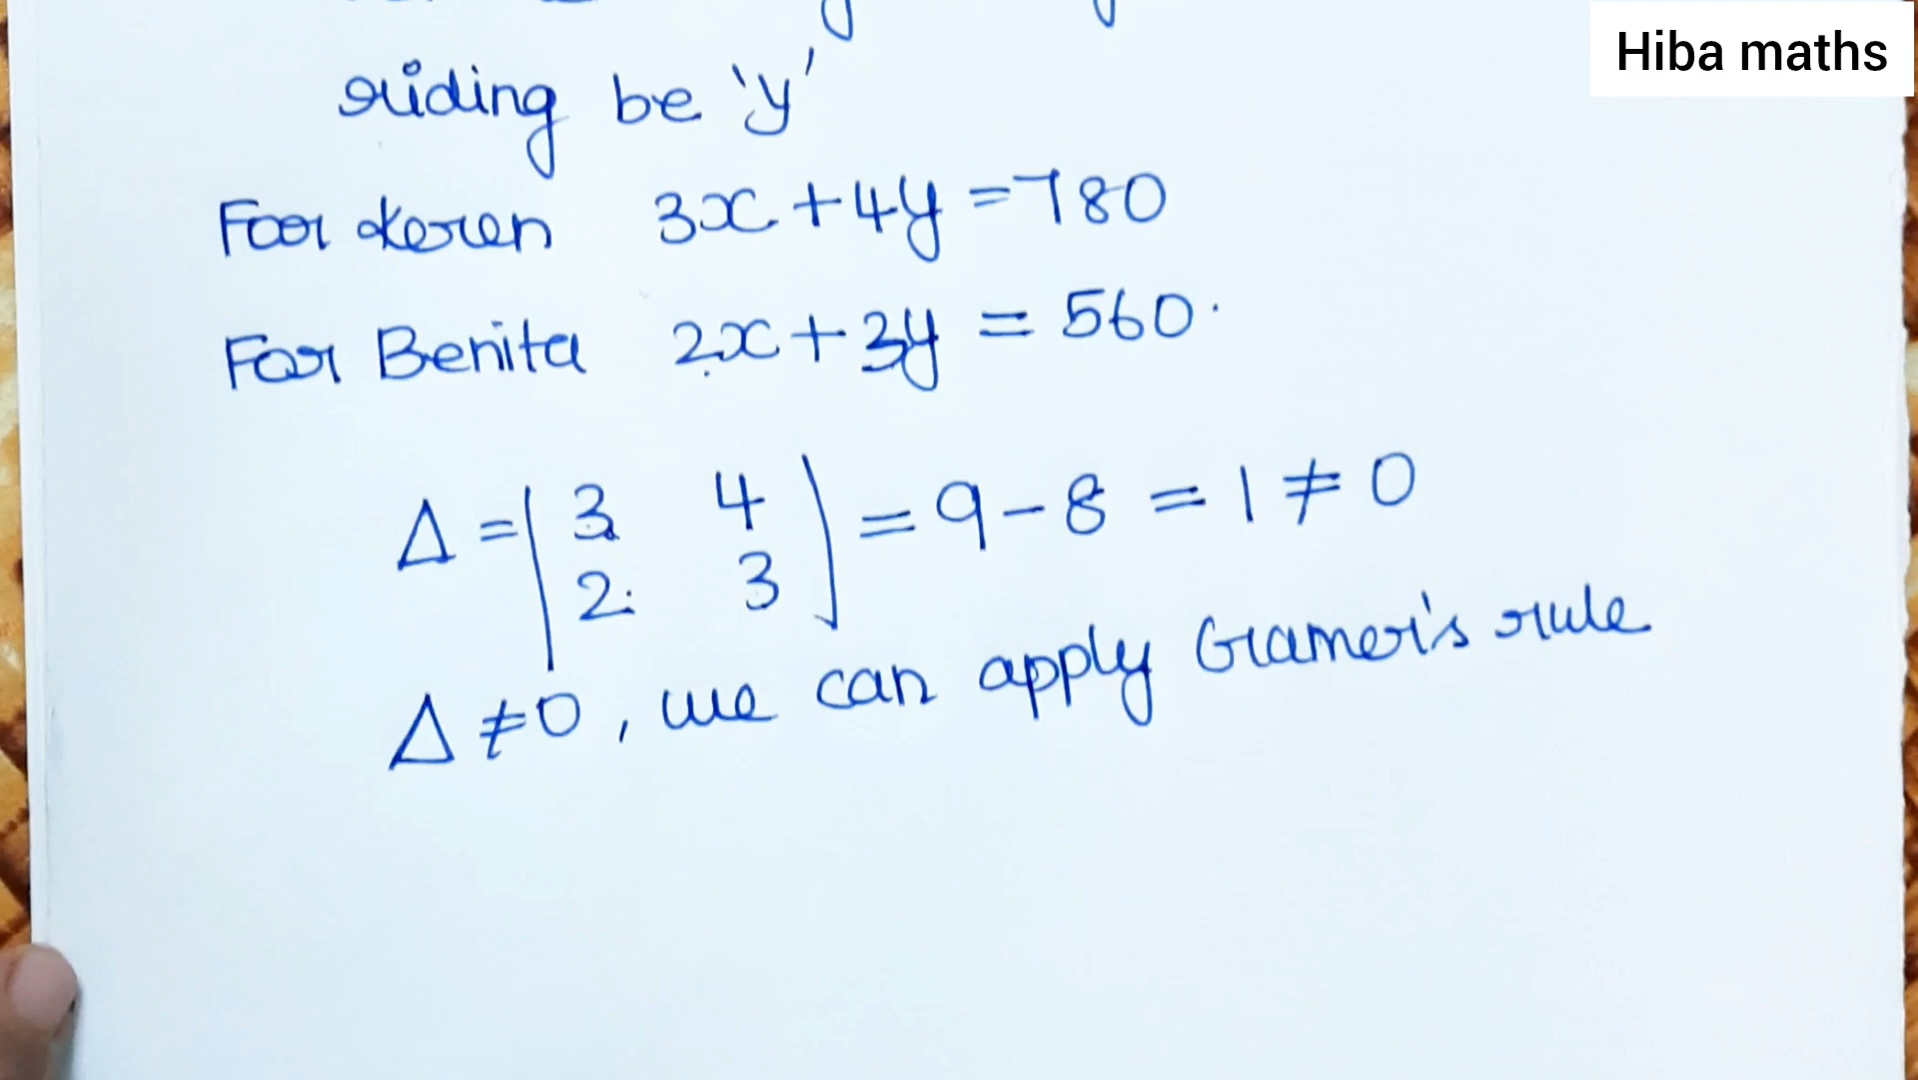 Hiba maths
riding be 'y'
For Keren 3x + 4y = 780
For Benita 2x + 3y = 560.
Δ = | 3 4 | = 9 - 8 = 1 ≠ 0
2 3
Δ ≠ 0, we can apply Cramer's rule